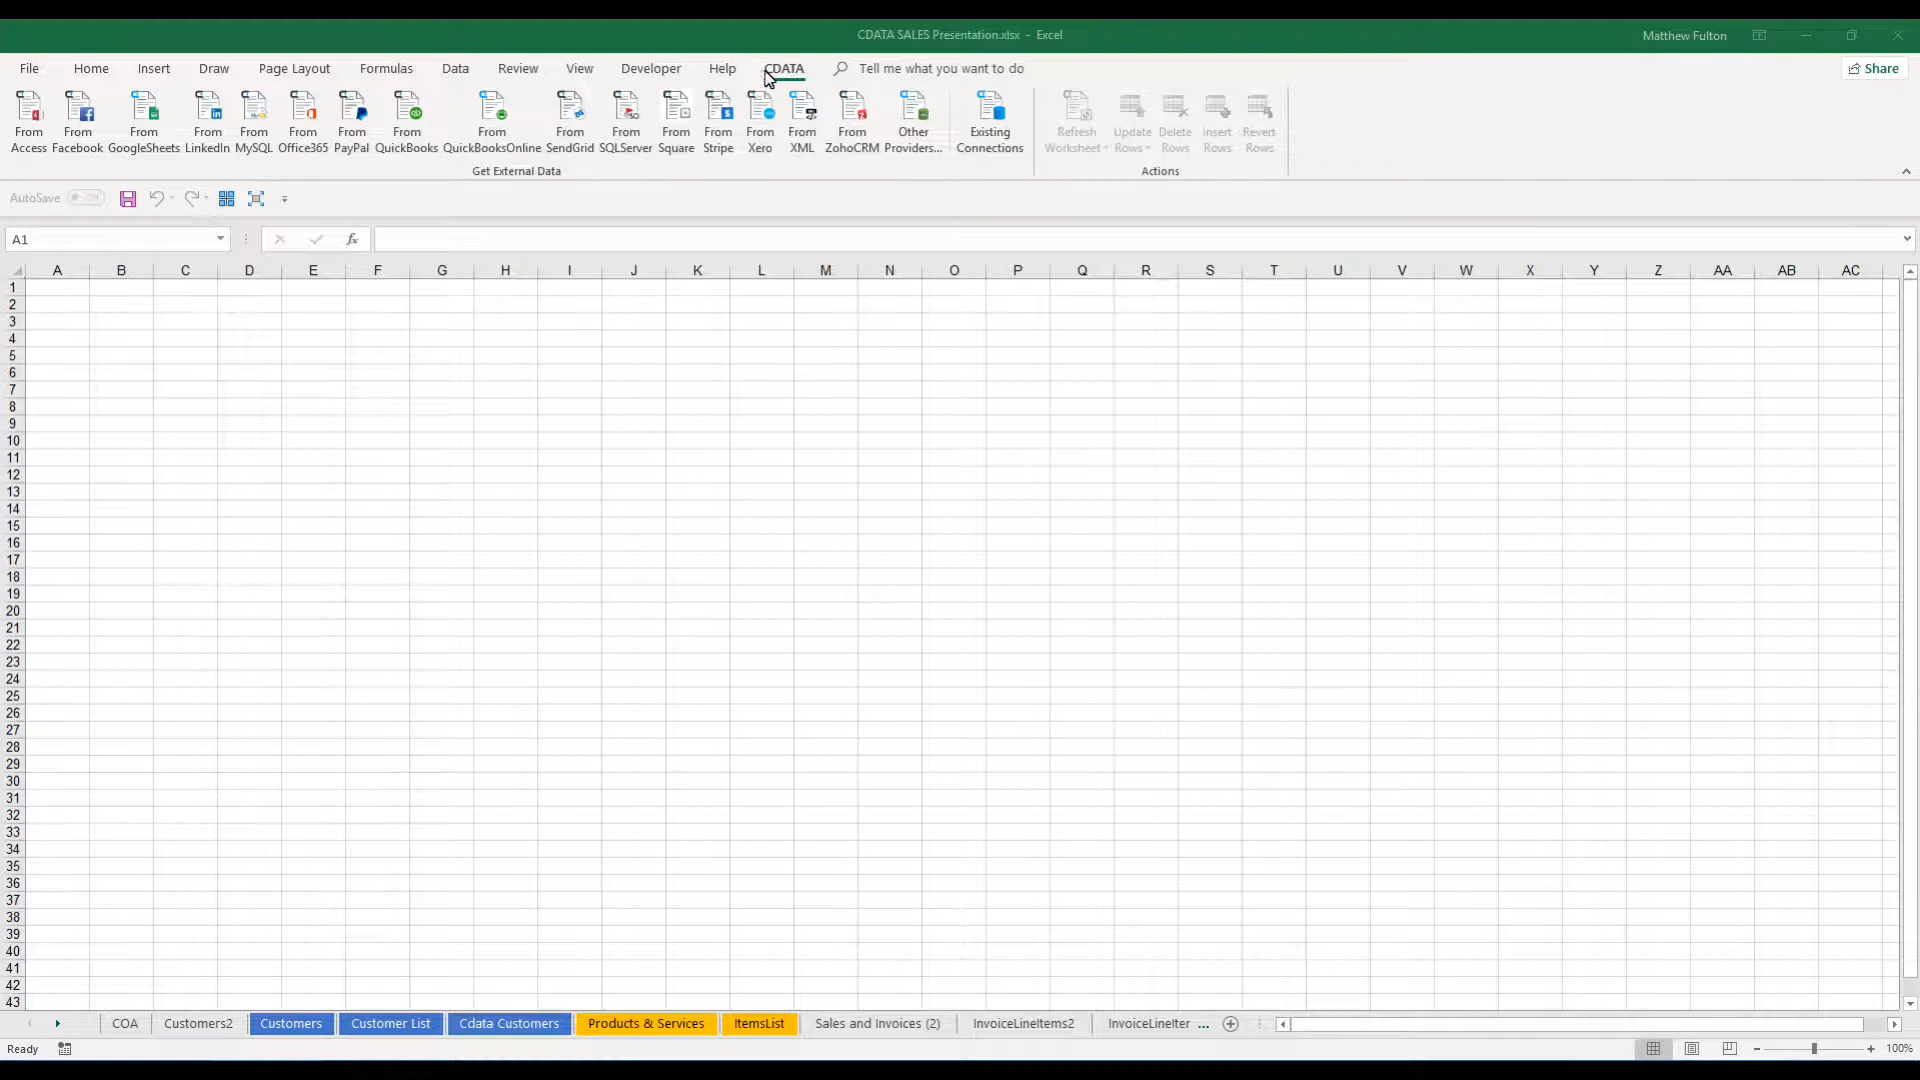 CDATA SALES Presentation.xlsx - Excel
Matthew Fulton
File Home Insert Draw Page Layout Formulas Data Review View Developer Help CDATA Tell me what you want to do Share
From Access
From Facebook
From GoogleSheets
From LinkedIn
From MySQL
From Office365
From PayPal
From QuickBooks
From QuickBooksOnline
From SendGrid
From SQLServer
From Square
From Stripe
From Xero
From XML
From ZohoCRM
Other Providers...
Existing Connections
Refresh Worksheet
Update Rows
Delete Rows
Insert Rows
Revert Rows
Get External Data
Actions
AutoSave
A1
fx
A B C D E F G H I J K L M N O P Q R S T U V W X Y Z AA AB AC
1
2
3
4
5
6
7
8
9
10
11
12
13
14
15
16
17
18
19
20
21
22
23
24
25
26
27
28
29
30
31
32
33
34
35
36
37
38
39
40
41
42
43
COA Customers2 Customers Customer List Cdata Customers Products & Services ItemsList Sales and Invoices (2) InvoiceLineItems2 InvoiceLineIter ...
Ready
100%